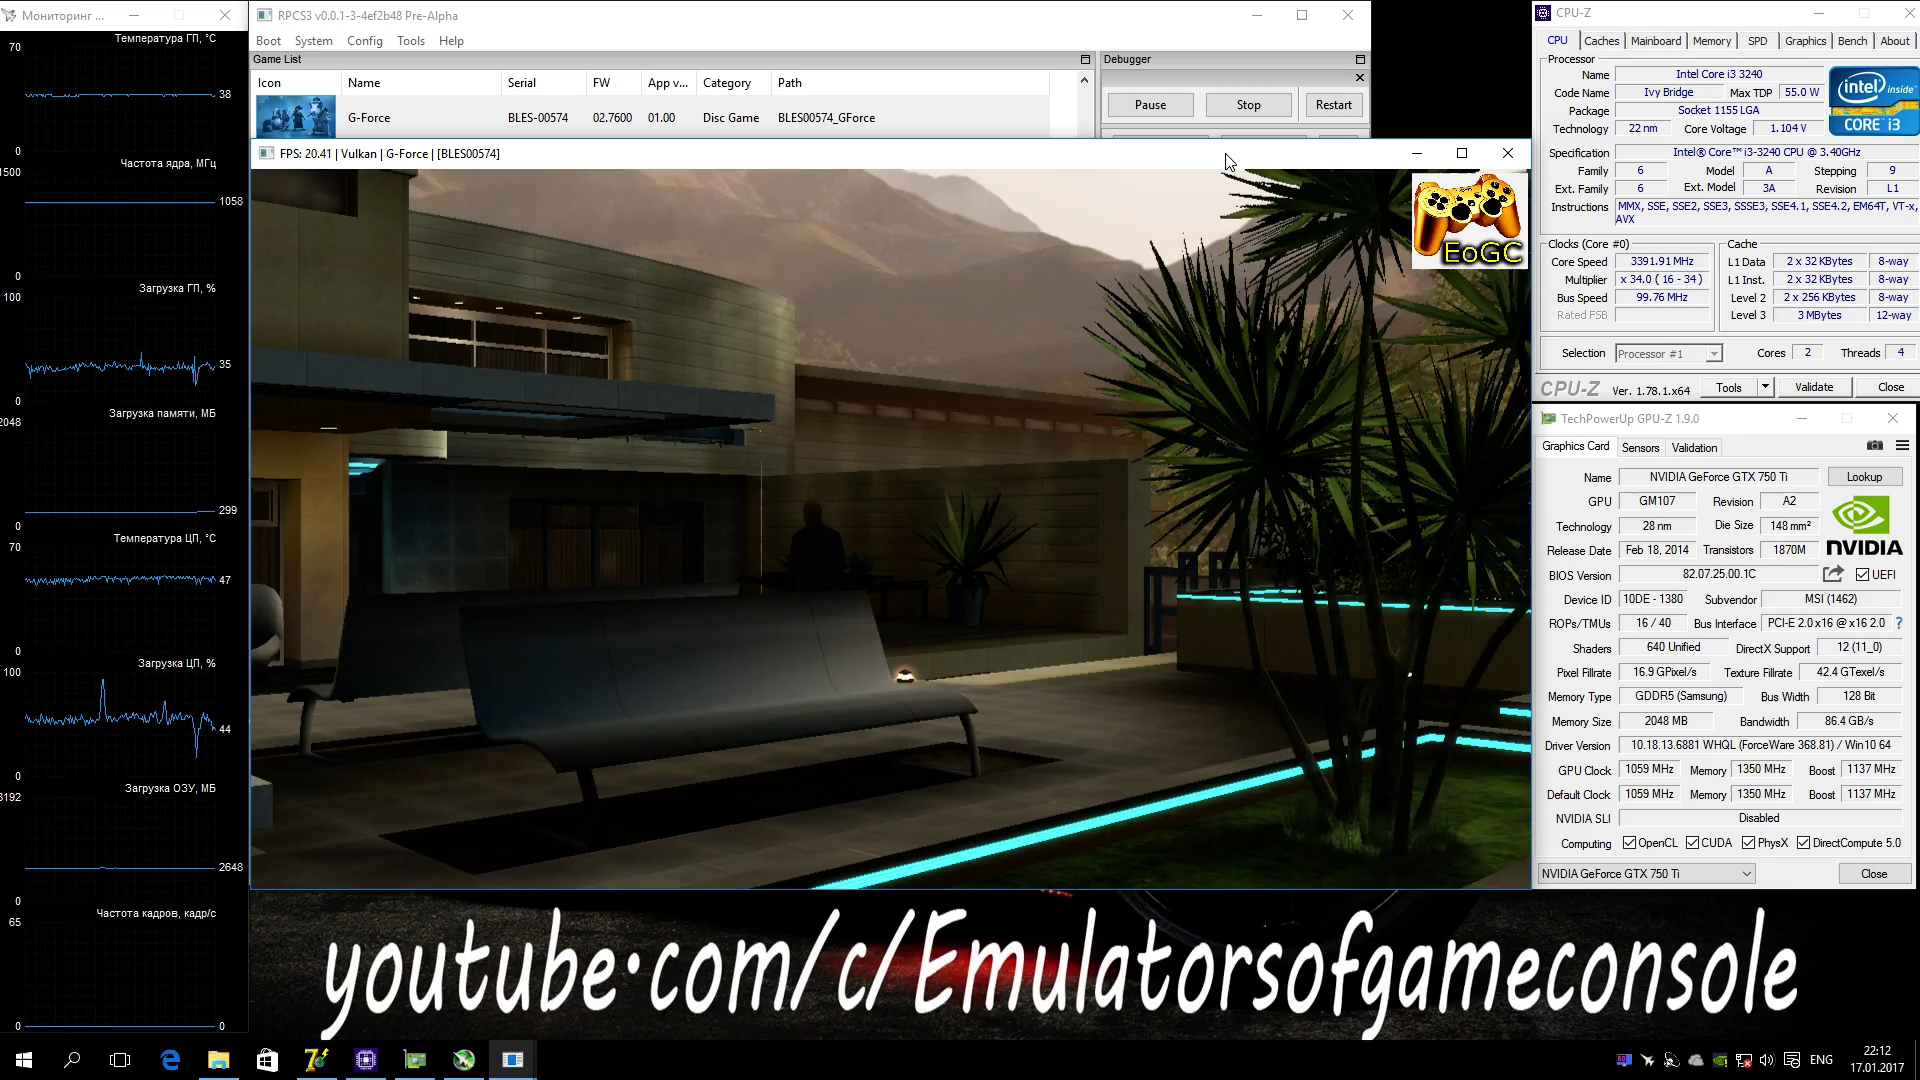 Мониторинг ...
Температура ГП, °C
70
38
0
Частота ядра, МГц
1500
1058
0
Загрузка ГП, %
100
35
0
Загрузка памяти, МБ
2048
299
0
Температура ЦП, °C
70
47
0
Загрузка ЦП, %
100
44
0
Загрузка ОЗУ, МБ
8192
2648
0
Частота кадров, кадр/с
65
0 0
RPCS3 v0.0.1-3-4ef2b48 Pre-Alpha
Boot System Config Tools Help
Game List
Icon Name Serial FW App v... Category Path
G-Force BLES-00574 02.7600 01.00 Disc Game BLES00574_GForce
Debugger
Pause Stop Restart
FPS: 20.41 | Vulkan | G-Force | [BLES00574]
EoGC
CPU-Z
CPU Caches Mainboard Memory SPD Graphics Bench About
Processor
Name Intel Core i3 3240
Code Name Ivy Bridge Max TDP 55.0 W
Package Socket 1155 LGA
Technology 22 nm Core Voltage 1.104 V
intel inside™
CORE i3
Specification Intel® Core™ i3-3240 CPU @ 3.40GHz
Family 6 Model A Stepping 9
Ext. Family 6 Ext. Model 3A Revision L1
Instructions MMX, SSE, SSE2, SSE3, SSSE3, SSE4.1, SSE4.2, EM64T, VT-x,
AVX
Clocks (Core #0)
Core Speed 3391.91 MHz
Multiplier x 34.0 ( 16 - 34 )
Bus Speed 99.76 MHz
Rated FSB
Cache
L1 Data 2 x 32 KBytes 8-way
L1 Inst. 2 x 32 KBytes 8-way
Level 2 2 x 256 KBytes 8-way
Level 3 3 MBytes 12-way
Selection Processor #1 Cores 2 Threads 4
CPU-Z Ver. 1.78.1.x64 Tools Validate Close
TechPowerUp GPU-Z 1.9.0
Graphics Card Sensors Validation
Name NVIDIA GeForce GTX 750 Ti Lookup
GPU GM107 Revision A2
Technology 28 nm Die Size 148 mm²
Release Date Feb 18, 2014 Transistors 1870M
NVIDIA
BIOS Version 82.07.25.00.1C UEFI
Device ID 10DE - 1380 Subvendor MSI (1462)
ROPs/TMUs 16 / 40 Bus Interface PCI-E 2.0 x16 @ x16 2.0 ?
Shaders 640 Unified DirectX Support 12 (11_0)
Pixel Fillrate 16.9 GPixel/s Texture Fillrate 42.4 GTexel/s
Memory Type GDDR5 (Samsung) Bus Width 128 Bit
Memory Size 2048 MB Bandwidth 86.4 GB/s
Driver Version 10.18.13.6881 WHQL (ForceWare 368.81) / Win10 64
GPU Clock 1059 MHz Memory 1350 MHz Boost 1137 MHz
Default Clock 1059 MHz Memory 1350 MHz Boost 1137 MHz
NVIDIA SLI Disabled
Computing OpenCL CUDA PhysX DirectCompute 5.0
NVIDIA GeForce GTX 750 Ti Close
youtube.com/c/Emulatorsofgameconsole
ENG
22:12
17.01.2017